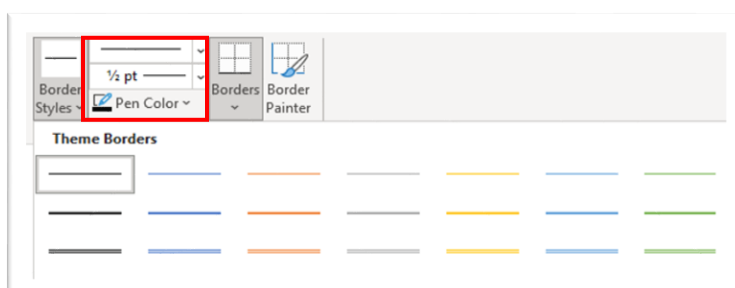 ½ pt
Border
Styles
Pen Color
Borders
Border
Painter
Theme Borders